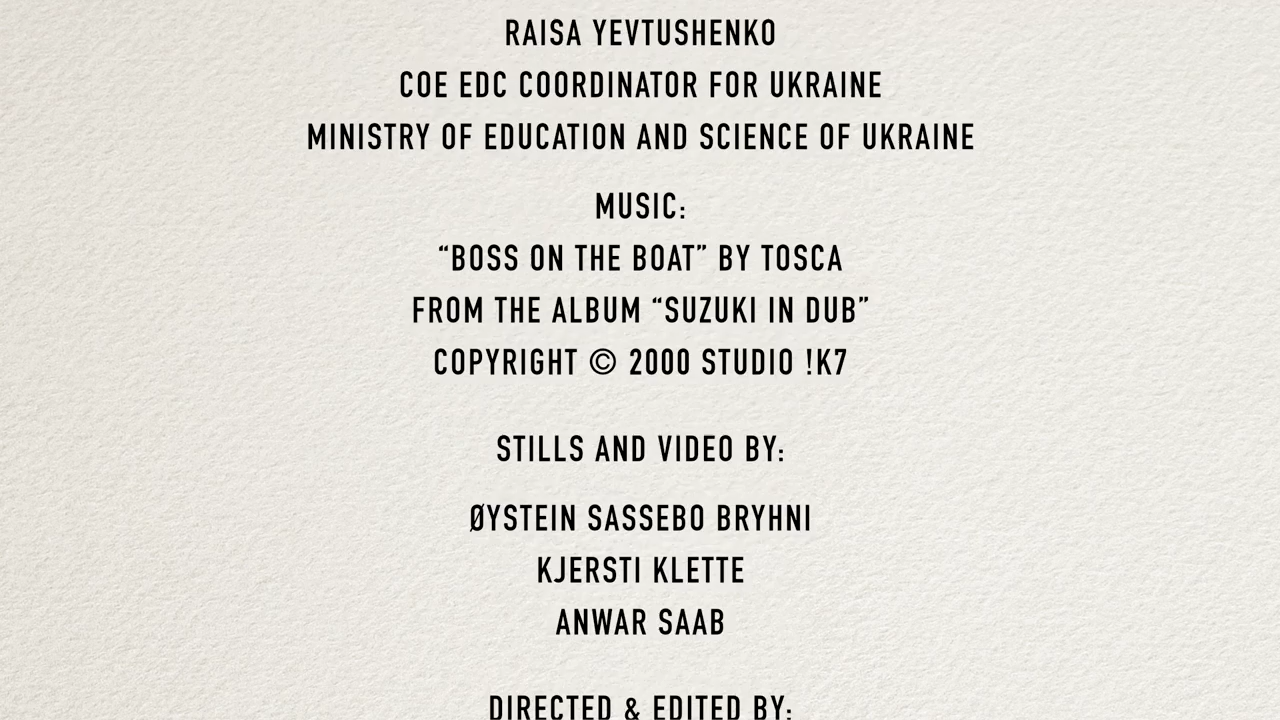 RAISA YEVTUSHENKO
COE EDC COORDINATOR FOR UKRAINE
MINISTRY OF EDUCATION AND SCIENCE OF UKRAINE
MUSIC:
“BOSS ON THE BOAT” BY TOSCA
FROM THE ALBUM “SUZUKI IN DUB”
COPYRIGHT © 2000 STUDIO !K7
STILLS AND VIDEO BY:
ØYSTEIN SASSEBO BRYHNI
KJERSTI KLETTE
ANWAR SAAB
DIRECTED & EDITED BY: